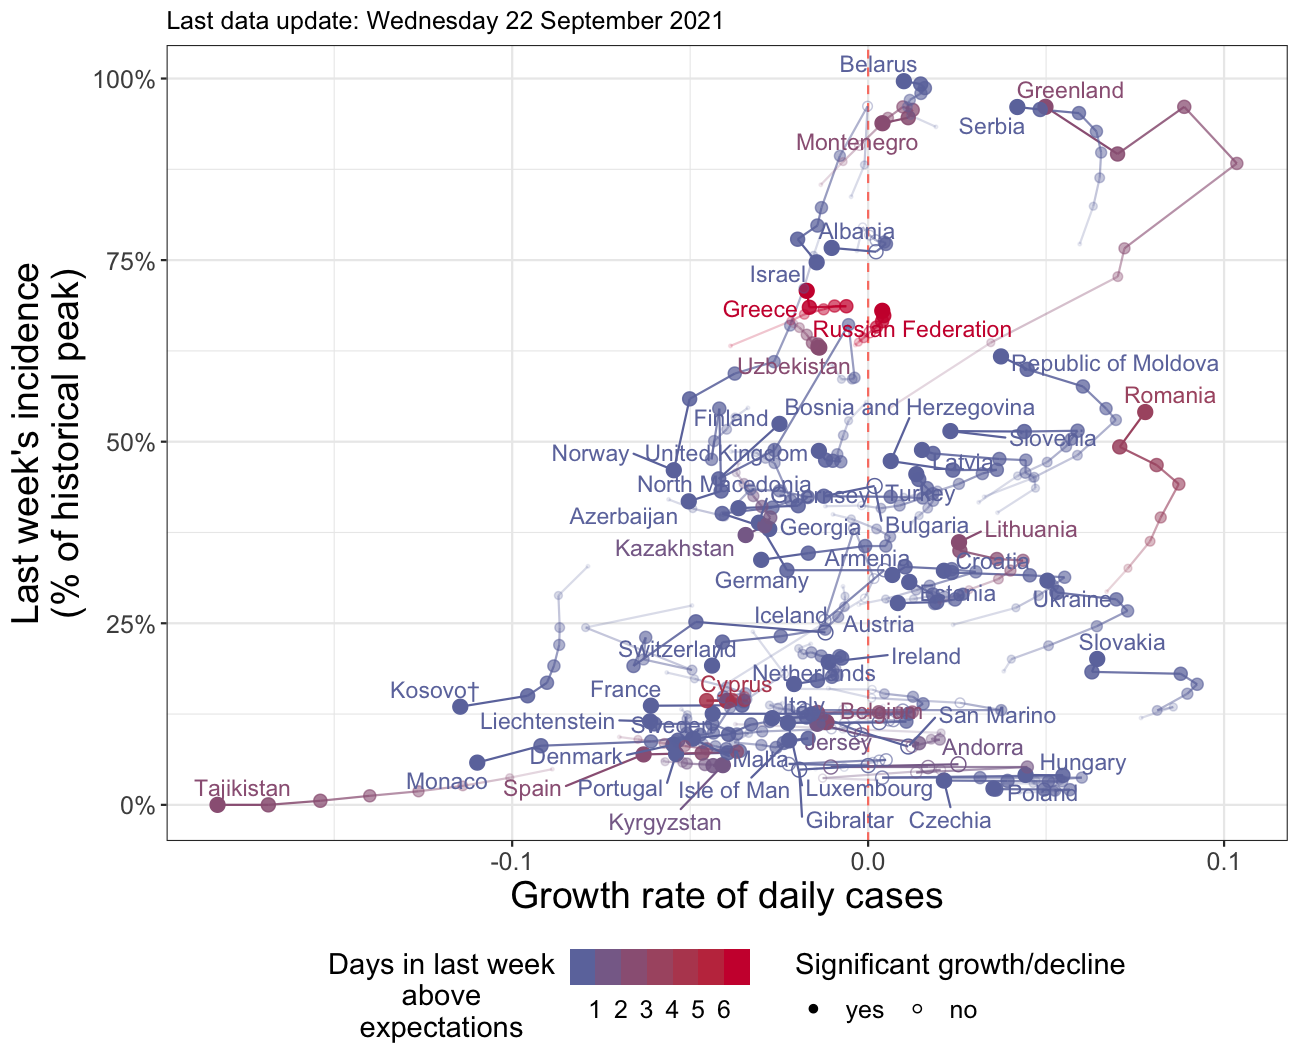 Last data update: Wednesday 22 September 2021
Last week's incidence
(% of historical peak)
100%
75%
50%
25%
0%
Belarus
Greenland
Serbia
Montenegro
Albania
Israel
Greece
Russian Federation
Uzbekistan
Republic of Moldova
Romania
Finland
Bosnia and Herzegovina
Slovenia
Norway
United Kingdom
Latvia
North Macedonia
Guernsey
Turkey
Azerbaijan
Georgia
Bulgaria
Lithuania
Kazakhstan
Armenia
Croatia
Germany
Estonia
Ukraine
Iceland
Austria
Switzerland
Ireland
Slovakia
Netherlands
Cyprus
Kosovo†
France
Italy
Belgium
San Marino
Liechtenstein
Sweden
Jersey
Andorra
Denmark
Malta
Hungary
Monaco
Tajikistan
Spain
Portugal
Isle of Man
Luxembourg
Poland
Kyrgyzstan
Gibraltar
Czechia
-0.1
0.0
0.1
Growth rate of daily cases
Days in last week
above
expectations
1 2 3 4 5 6
Significant growth/decline
yes
no